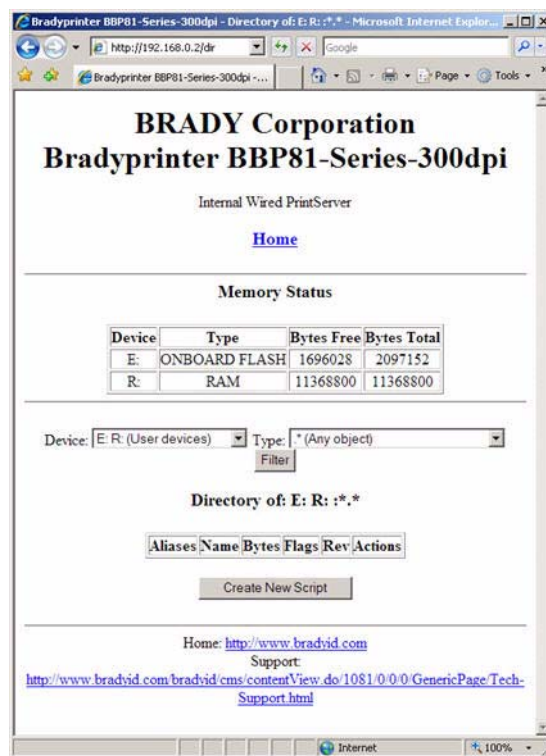 Bradyprinter BBP81-Series-300dpi - Directory of: E: R: :*.* - Microsoft Internet Explor...
http://192.168.0.2/dir
Google
Bradyprinter BBP81-Series-300dpi -...
Page
Tools
BRADY Corporation
Bradyprinter BBP81-Series-300dpi
Internal Wired PrintServer
Home
Memory Status
Device Type Bytes Free Bytes Total
E: ONBOARD FLASH 1696028 2097152
R: RAM 11368800 11368800
Device: E: R: (User devices) Type: .* (Any object)
Filter
Directory of: E: R: :*.*
Aliases Name Bytes Flags Rev Actions
Create New Script
Home: http://www.bradyid.com
Support:
http://www.bradyid.com/bradyid/cms/contentView.do/1081/0/0/0/GenericPage/Tech-
Support.html
Internet
100%